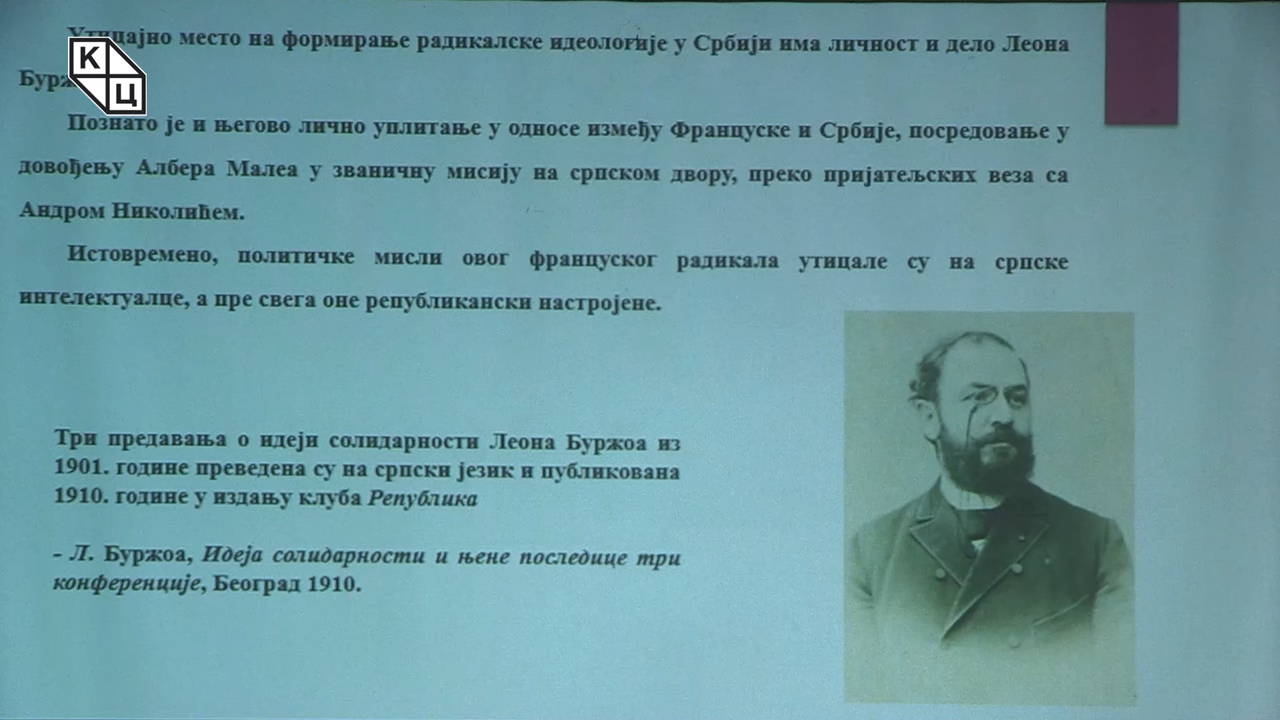 Утицајно место на формирање радикалске идеологије у Србији има личност и дело Леона
К
Ц
Познато је и његово лично уплитање у односе између Француске и Србије, посредовање у
довођењу Албера Малеа у званичну мисију на српском двору, преко пријатељских веза са
Андром Николићем.
Истовремено, политичке мисли овог француског радикала утицале су на српске
интелектуалце, а пре свега оне републикански настројене.
Три предавања о идеји солидарности Леона Буржоа из
1901. године преведена су на српски језик и публикована
1910. године у издању клуба Република
- Л. Буржоа, Идеја солидарности и њене последице три
конференције, Београд 1910.